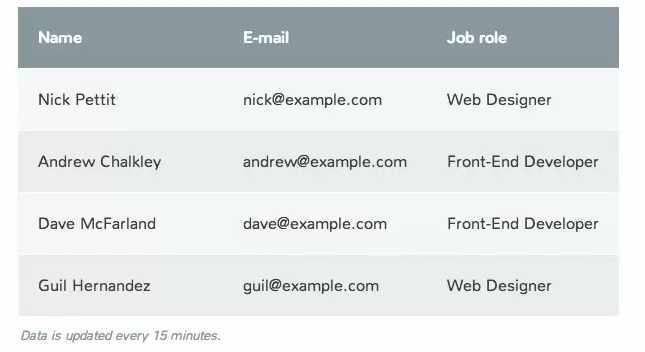 Name E-mail Job role
Nick Pettit nick@example.com Web Designer
Andrew Chalkley andrew@example.com Front-End Developer
Dave McFarland dave@example.com Front-End Developer
Guil Hernandez guil@example.com Web Designer
Data is updated every 15 minutes.